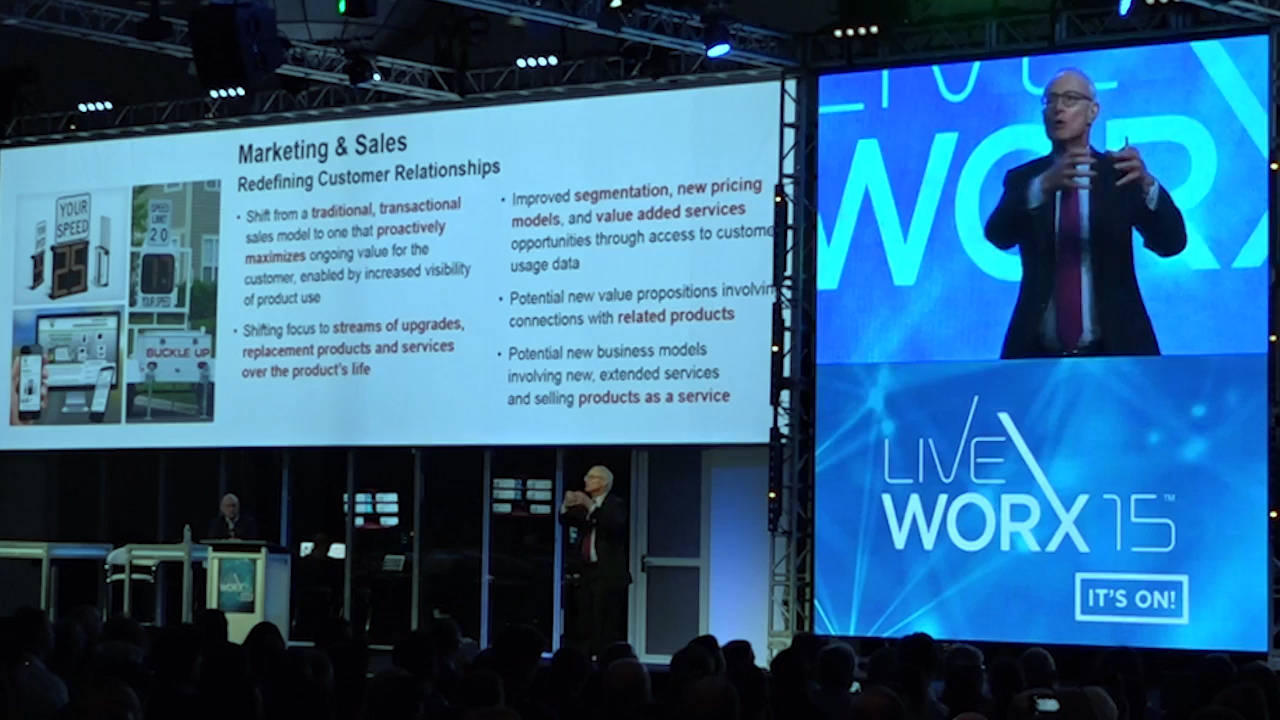 Marketing & Sales
Redefining Customer Relationships
• Shift from a traditional, transactional
sales model to one that proactively
maximizes ongoing value for the
customer, enabled by increased visibility
of product use
• Shifting focus to streams of upgrades,
replacement products and services
over the product's life
• Improved segmentation, new pricing
models, and value added services
opportunities through access to custome
usage data
• Potential new value propositions involvin
connections with related products
• Potential new business models
involving new, extended services
and selling products as a service
YOUR
SPEED
25
SPEED
LIMIT
20
YOUR SPEED
BUCKLE UP
LIVE
WORX
LIVE
WORX 15™
IT'S ON!
WORX